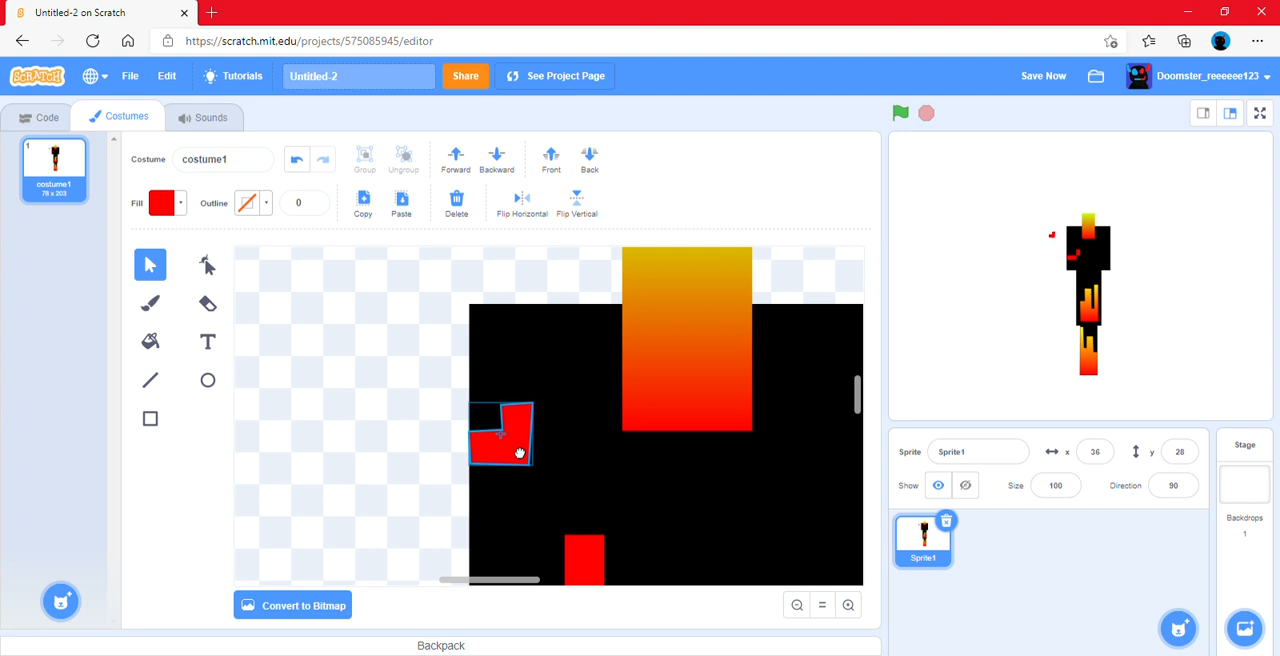 Untitled-2 on Scratch
https://scratch.mit.edu/projects/575085945/editor
SCRATCH File Edit Tutorials Untitled-2 Share See Project Page Save Now Doomster_reeeeee123
Code Costumes Sounds
1
costume1
78 x 203
Costume costume1 Group Ungroup Forward Backward Front Back
Fill Outline 0 Copy Paste Delete Flip Horizontal Flip Vertical
Convert to Bitmap
Backpack
Sprite Sprite1 x 36 y 28
Show Size 100 Direction 90
Sprite1
Stage
Backdrops
1